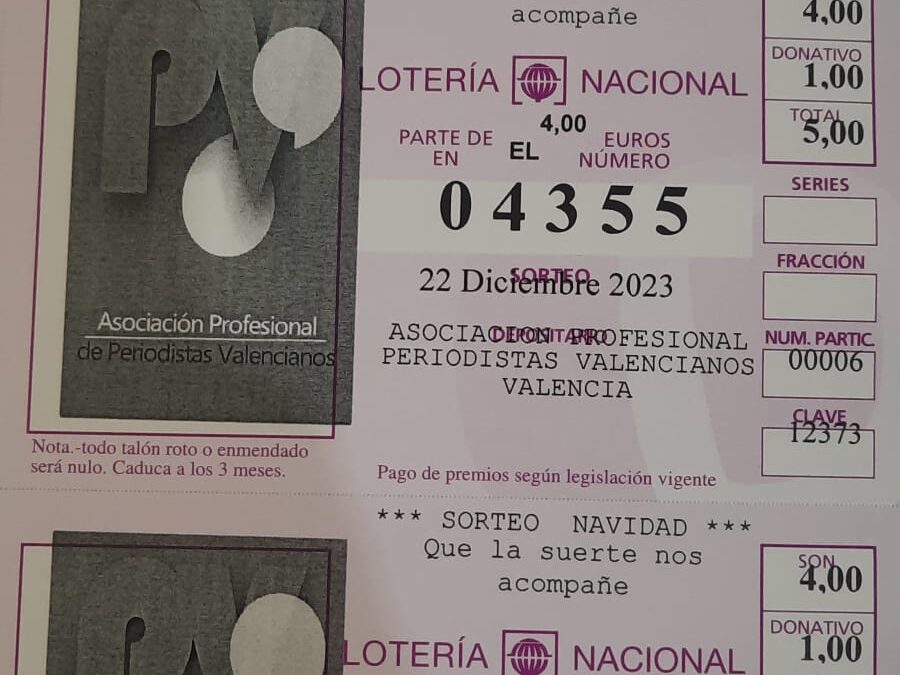 acompañe
4,00
DONATIVO
1,00
TOTAL
5,00
LOTERÍA NACIONAL
PARTE DE 4,00 EUROS
EN EL NÚMERO
04355
SORTEO
22 Diciembre 2023
DEPOSITARIO
ASOCIACION PROFESIONAL
PERIODISTAS VALENCIANOS
VALENCIA
SERIES
FRACCIÓN
NUM. PARTIC.
00006
CLAVE
12373
PV
Asociación Profesional
de Periodistas Valencianos
Nota.-todo talón roto o enmendado
será nulo. Caduca a los 3 meses.
Pago de premios según legislación vigente
*** SORTEO NAVIDAD ***
Que la suerte nos
acompañe
SON
4,00
DONATIVO
1,00
LOTERÍA NACIONAL